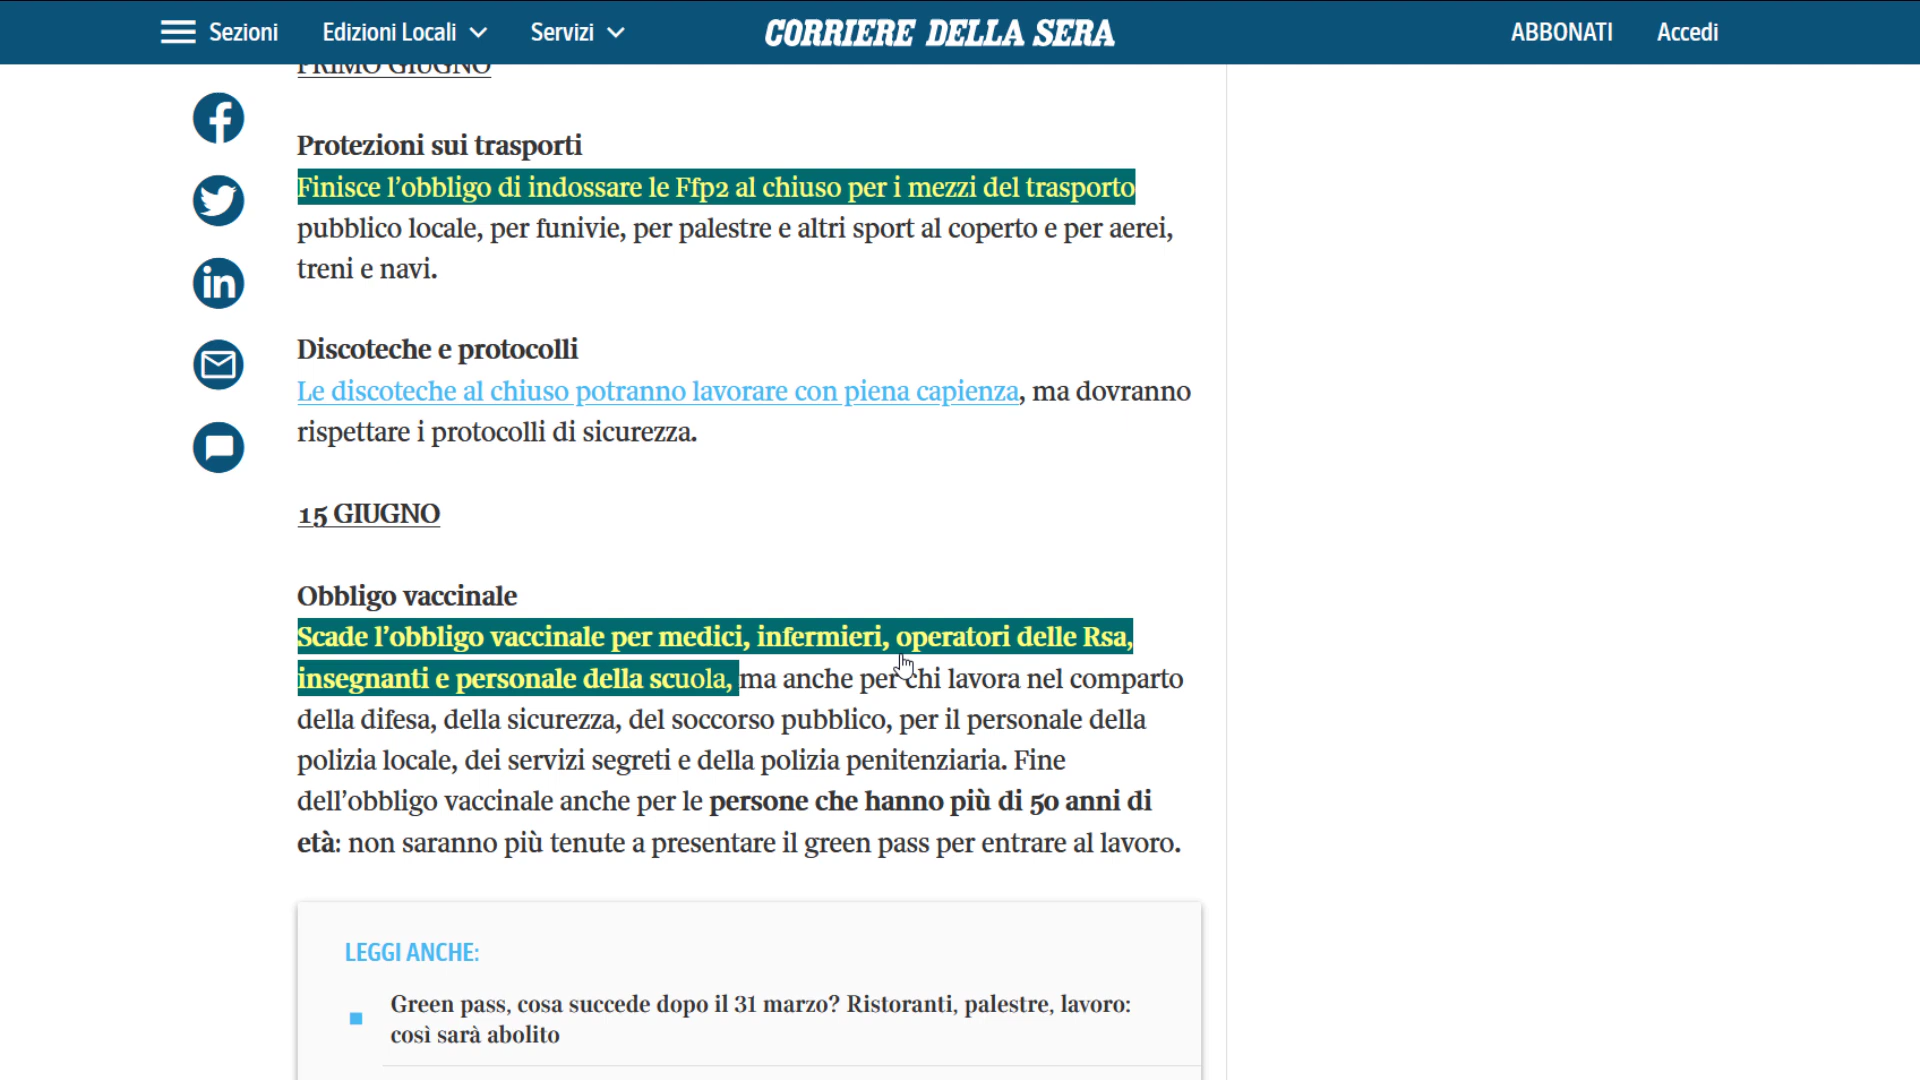 Sezioni Edizioni Locali Servizi CORRIERE DELLA SERA ABBONATI Accedi
PRIMO GIUGNO
Protezioni sui trasporti
Finisce l’obbligo di indossare le Ffp2 al chiuso per i mezzi del trasporto
pubblico locale, per funivie, per palestre e altri sport al coperto e per aerei,
treni e navi.
Discoteche e protocolli
Le discoteche al chiuso potranno lavorare con piena capienza, ma dovranno
rispettare i protocolli di sicurezza.
15 GIUGNO
Obbligo vaccinale
Scade l’obbligo vaccinale per medici, infermieri, operatori delle Rsa,
insegnanti e personale della scuola, ma anche per chi lavora nel comparto
della difesa, della sicurezza, del soccorso pubblico, per il personale della
polizia locale, dei servizi segreti e della polizia penitenziaria. Fine
dell’obbligo vaccinale anche per le persone che hanno più di 50 anni di
età: non saranno più tenute a presentare il green pass per entrare al lavoro.
LEGGI ANCHE:
Green pass, cosa succede dopo il 31 marzo? Ristoranti, palestre, lavoro:
così sarà abolito